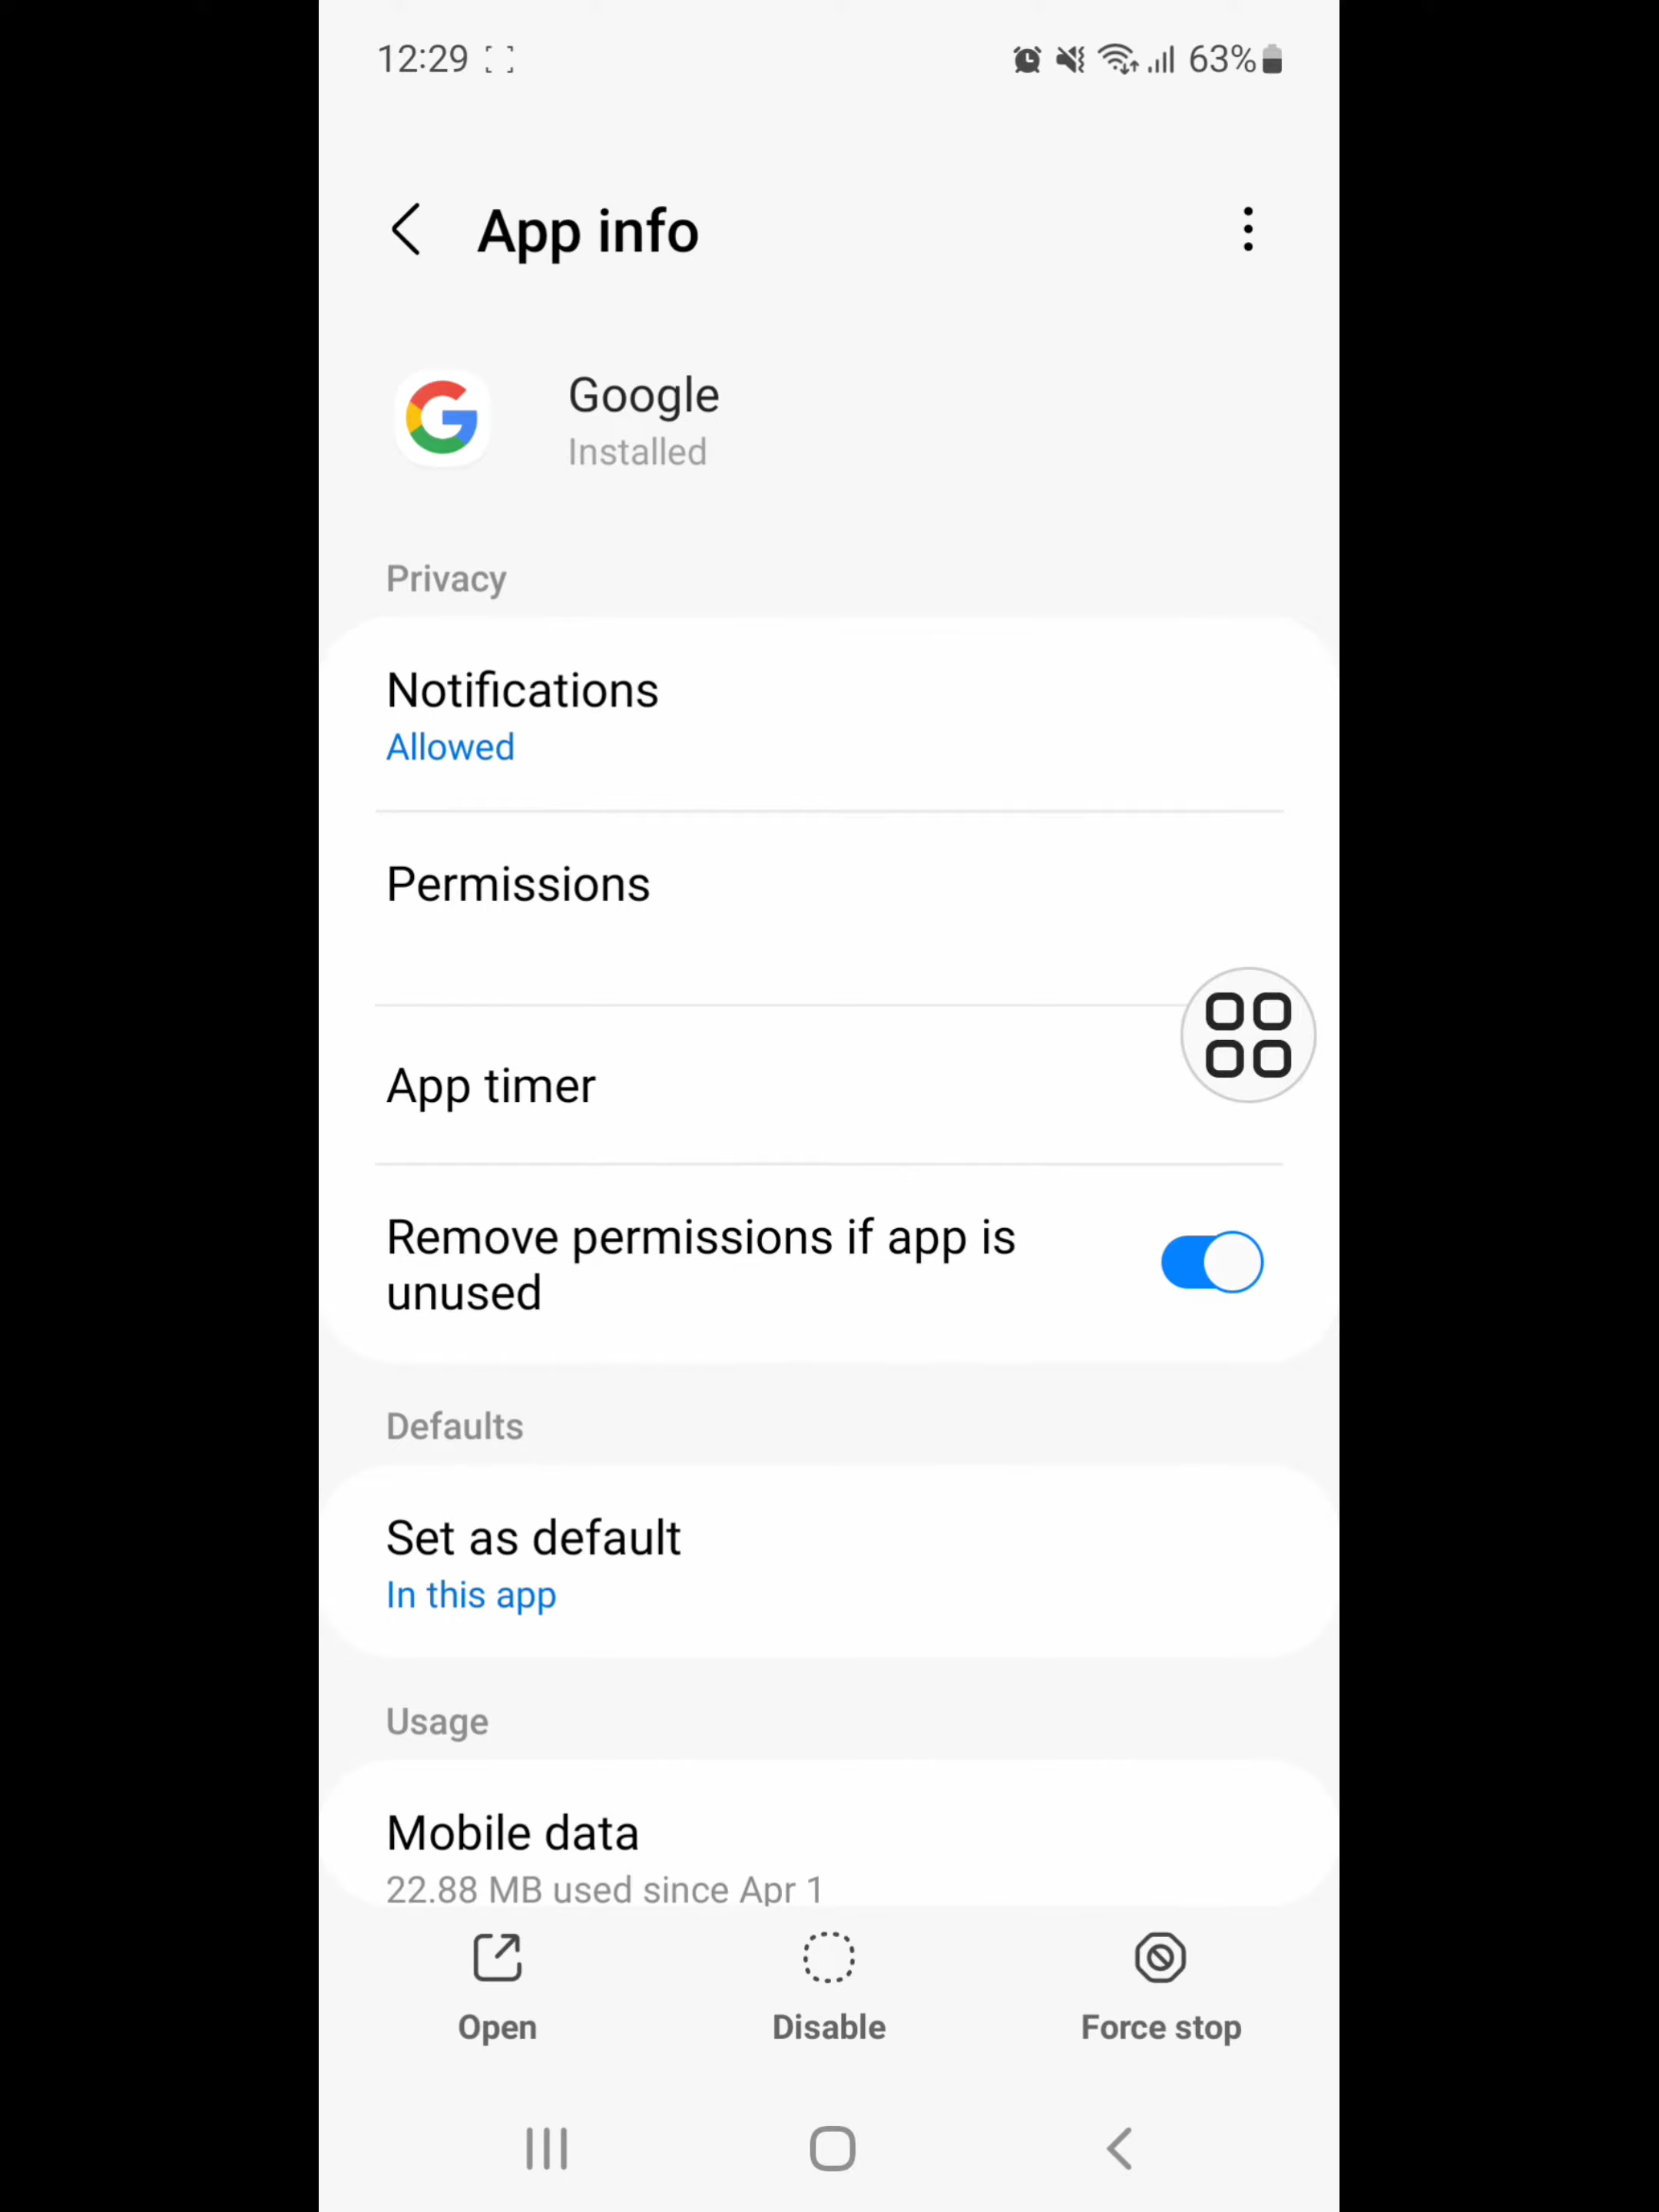 12:29
63%
App info
Google
Installed
Privacy
Notifications
Allowed
Permissions
App timer
Remove permissions if app is
unused
Defaults
Set as default
In this app
Usage
Mobile data
22.88 MB used since Apr 1
Open
Disable
Force stop